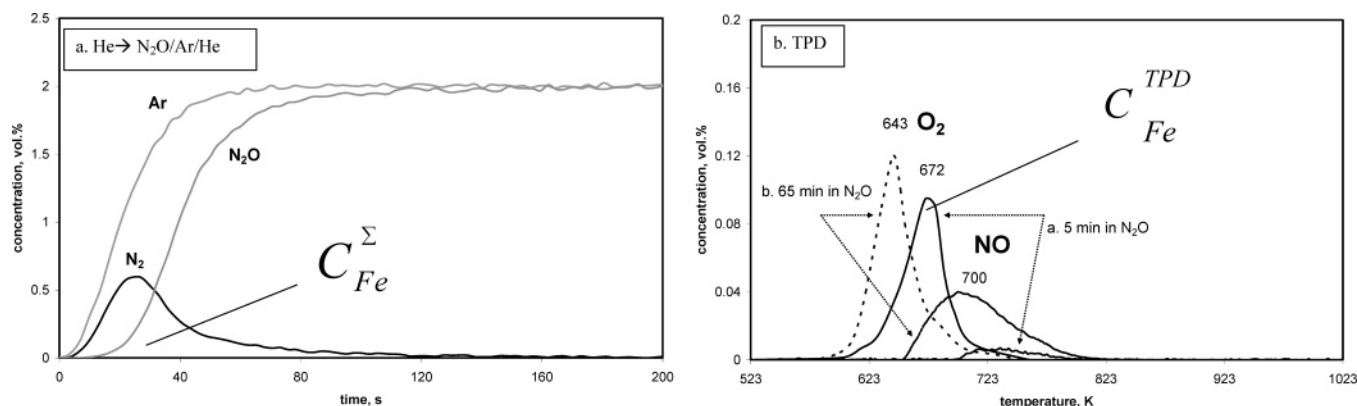 a. He→ N₂O/Ar/He
2.5
2
1.5
1
0.5
0
concentration, vol.%
Ar
N₂O
N₂
C Σ Fe
0 40 80 120 160 200
time, s
b. TPD
0.2
0.16
0.12
0.08
0.04
0
concentration, vol.%
C TPD Fe
643 O₂
672
b. 65 min in N₂O
a. 5 min in N₂O
NO
700
523 623 723 823 923 1023
temperature, K